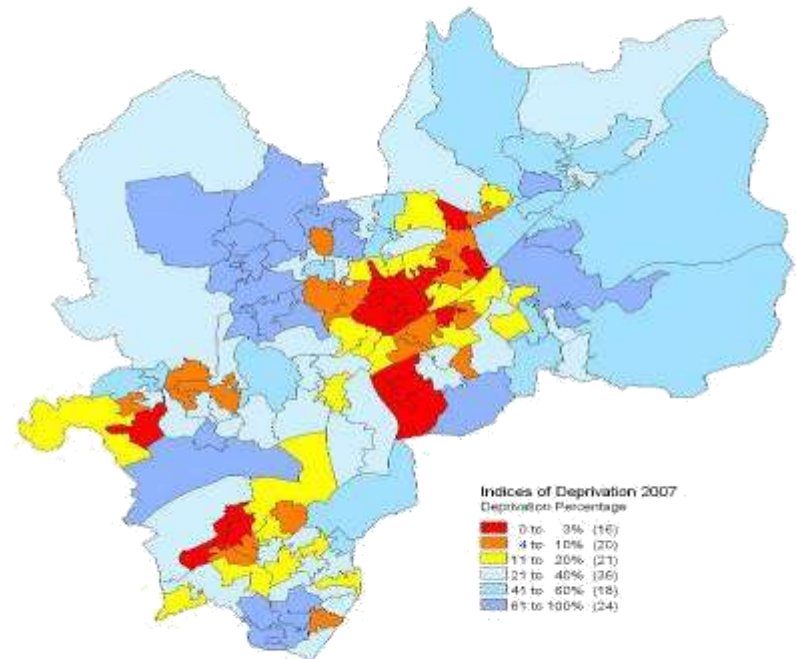 Indices of Deprivation 2007
Deprivation Percentage
0 to 3% (16)
4 to 10% (20)
11 to 20% (21)
21 to 40% (36)
41 to 60% (18)
61 to 100% (24)